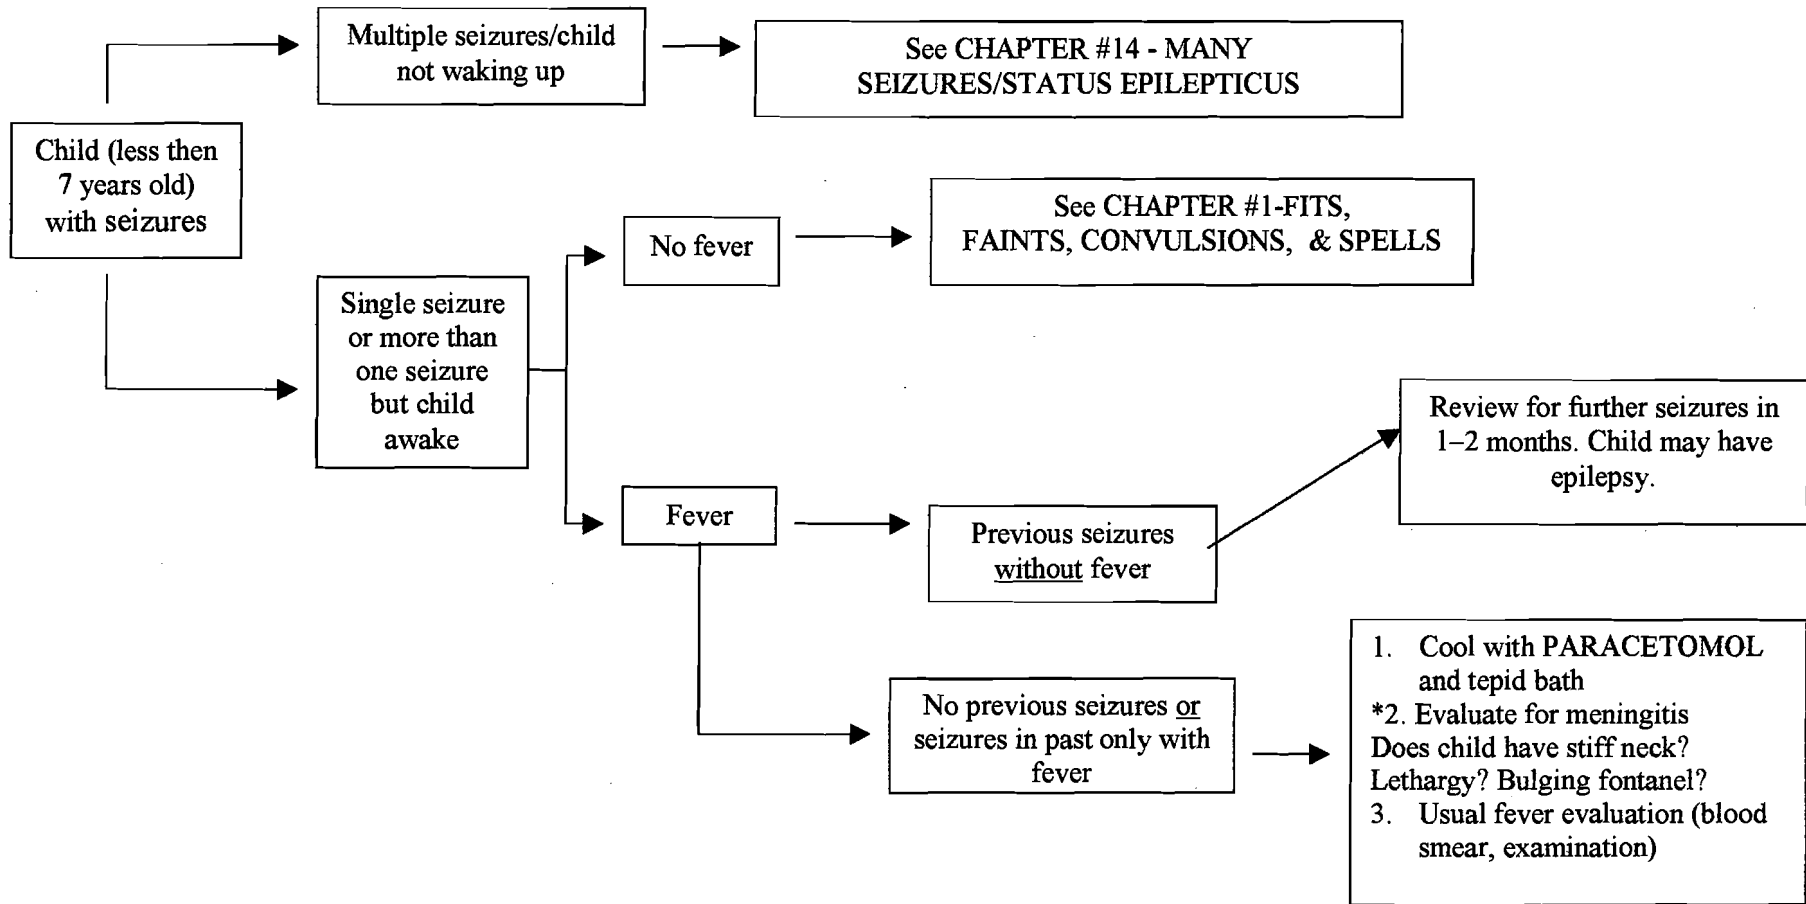 Multiple seizures/child
not waking up
See CHAPTER #14 - MANY
SEIZURES/STATUS EPILEPTICUS
Child (less then
7 years old)
with seizures
No fever
See CHAPTER #1-FITS,
FAINTS, CONVULSIONS, & SPELLS
Single seizure
or more than
one seizure
but child
awake
Review for further seizures in
1–2 months. Child may have
epilepsy.
Fever
Previous seizures
without fever
No previous seizures or
seizures in past only with
fever
1. Cool with PARACETOMOL
and tepid bath
*2. Evaluate for meningitis
Does child have stiff neck?
Lethargy? Bulging fontanel?
3. Usual fever evaluation (blood
smear, examination)